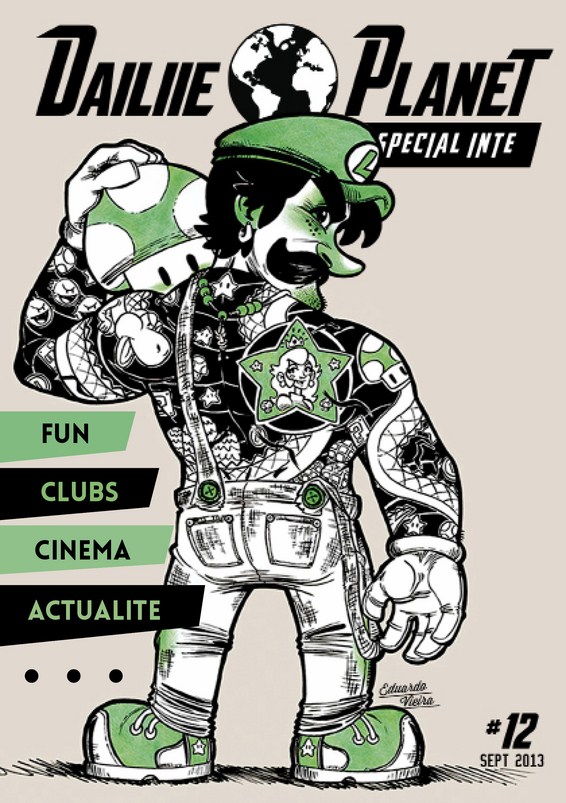 DAILIIE PLANET
SPECIAL INTE
L
FUN
CLUBS
CINEMA
ACTUALITE
Eduardo
Vieira
#12
SEPT 2013